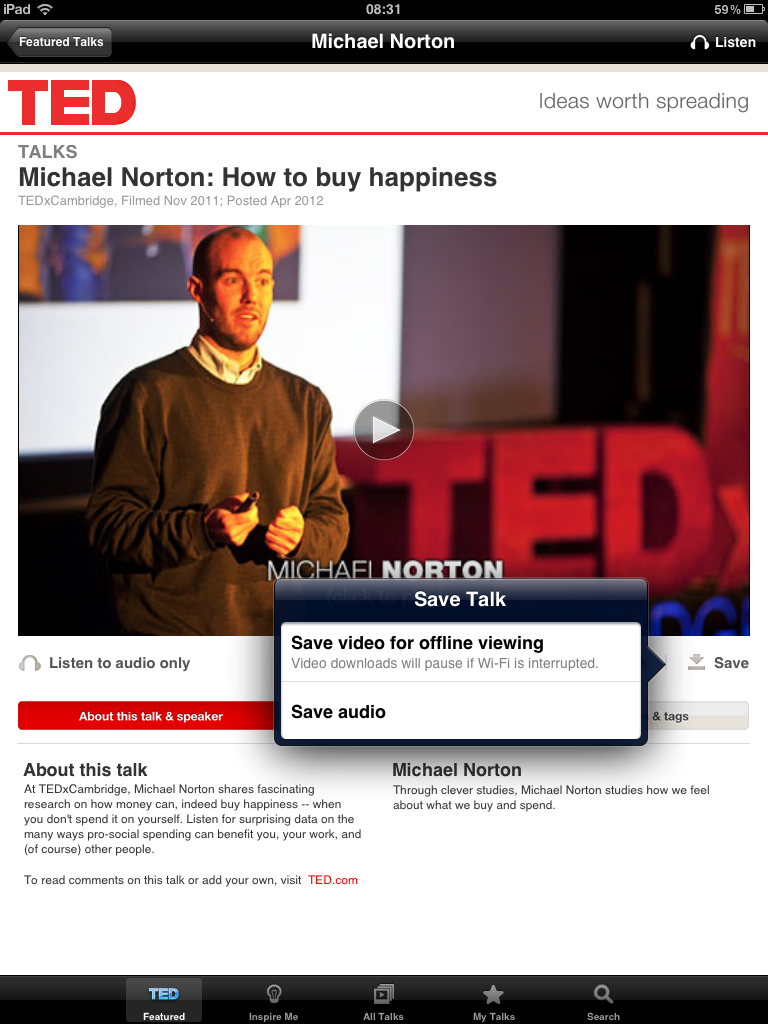 iPad 08:31 59%
Featured Talks Michael Norton Listen
TED Ideas worth spreading
TALKS
Michael Norton: How to buy happiness
TEDxCambridge, Filmed Nov 2011; Posted Apr 2012
TEDx
MICHAEL NORTON
Save Talk
Save video for offline viewing
Video downloads will pause if Wi-Fi is interrupted.
Save audio
Listen to audio only Save
About this talk & speaker & tags
About this talk
At TEDxCambridge, Michael Norton shares fascinating
research on how money can, indeed buy happiness -- when
you don't spend it on yourself. Listen for surprising data on the
many ways pro-social spending can benefit you, your work, and
(of course) other people.
To read comments on this talk or add your own, visit TED.com
Michael Norton
Through clever studies, Michael Norton studies how we feel
about what we buy and spend.
TED
Featured Inspire Me All Talks My Talks Search